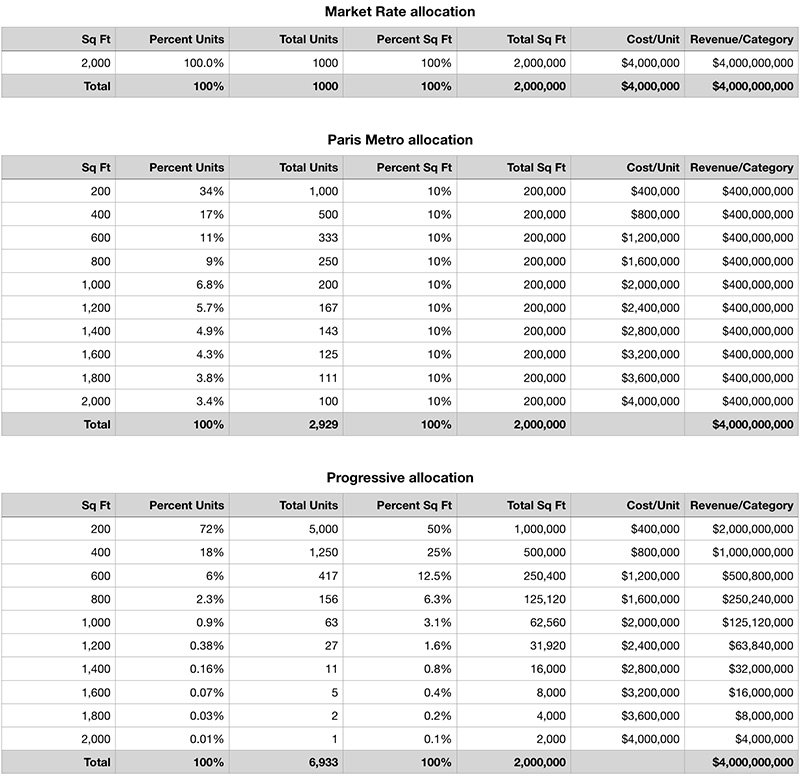 Market Rate allocation
Sq Ft Percent Units Total Units Percent Sq Ft Total Sq Ft Cost/Unit Revenue/Category
2,000 100.0% 1000 100% 2,000,000 $4,000,000 $4,000,000,000
Total 100% 1000 100% 2,000,000 $4,000,000 $4,000,000,000
Paris Metro allocation
Sq Ft Percent Units Total Units Percent Sq Ft Total Sq Ft Cost/Unit Revenue/Category
200 34% 1,000 10% 200,000 $400,000 $400,000,000
400 17% 500 10% 200,000 $800,000 $400,000,000
600 11% 333 10% 200,000 $1,200,000 $400,000,000
800 9% 250 10% 200,000 $1,600,000 $400,000,000
1,000 6.8% 200 10% 200,000 $2,000,000 $400,000,000
1,200 5.7% 167 10% 200,000 $2,400,000 $400,000,000
1,400 4.9% 143 10% 200,000 $2,800,000 $400,000,000
1,600 4.3% 125 10% 200,000 $3,200,000 $400,000,000
1,800 3.8% 111 10% 200,000 $3,600,000 $400,000,000
2,000 3.4% 100 10% 200,000 $4,000,000 $400,000,000
Total 100% 2,929 100% 2,000,000 $4,000,000,000
Progressive allocation
Sq Ft Percent Units Total Units Percent Sq Ft Total Sq Ft Cost/Unit Revenue/Category
200 72% 5,000 50% 1,000,000 $400,000 $2,000,000,000
400 18% 1,250 25% 500,000 $800,000 $1,000,000,000
600 6% 417 12.5% 250,400 $1,200,000 $500,800,000
800 2.3% 156 6.3% 125,120 $1,600,000 $250,240,000
1,000 0.9% 63 3.1% 62,560 $2,000,000 $125,120,000
1,200 0.38% 27 1.6% 31,920 $2,400,000 $63,840,000
1,400 0.16% 11 0.8% 16,000 $2,800,000 $32,000,000
1,600 0.07% 5 0.4% 8,000 $3,200,000 $16,000,000
1,800 0.03% 2 0.2% 4,000 $3,600,000 $8,000,000
2,000 0.01% 1 0.1% 2,000 $4,000,000 $4,000,000
Total 100% 6,933 100% 2,000,000 $4,000,000,000